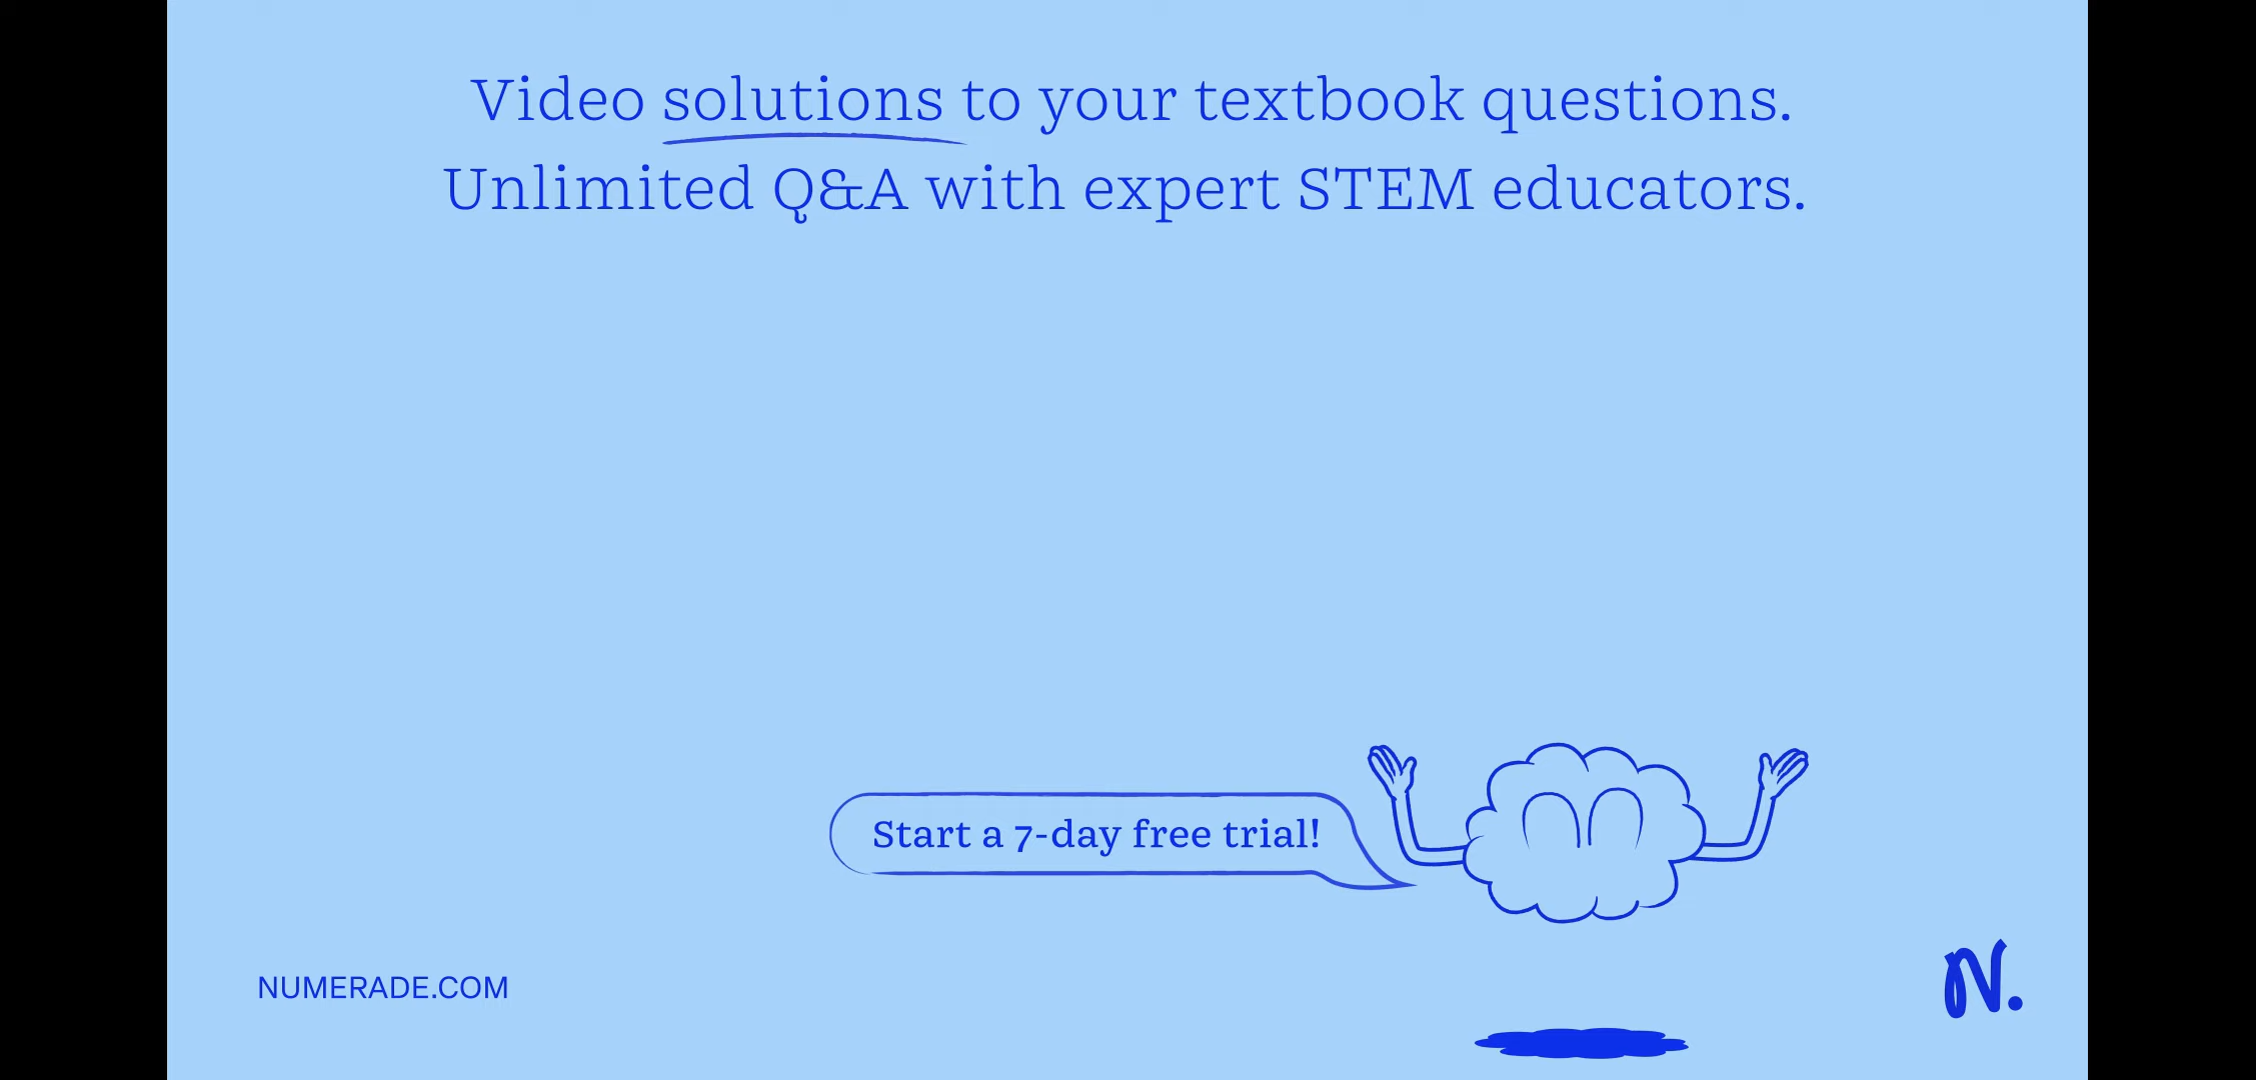 Video solutions to your textbook questions.
Unlimited Q&A with expert STEM educators.
Start a 7-day free trial!
NUMERADE.COM
N.